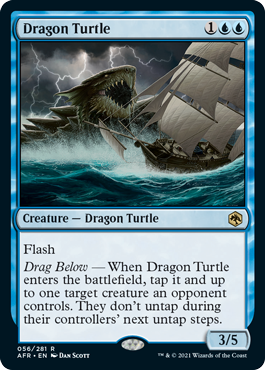 Dragon Turtle 1
Creature — Dragon Turtle
Flash
Drag Below — When Dragon Turtle
enters the battlefield, tap it and up
to one target creature an opponent
controls. They don't untap during
their controllers' next untap steps.
3/5
056/281 R
AFR • EN DAN SCOTT
™ & © 2021 Wizards of the Coast